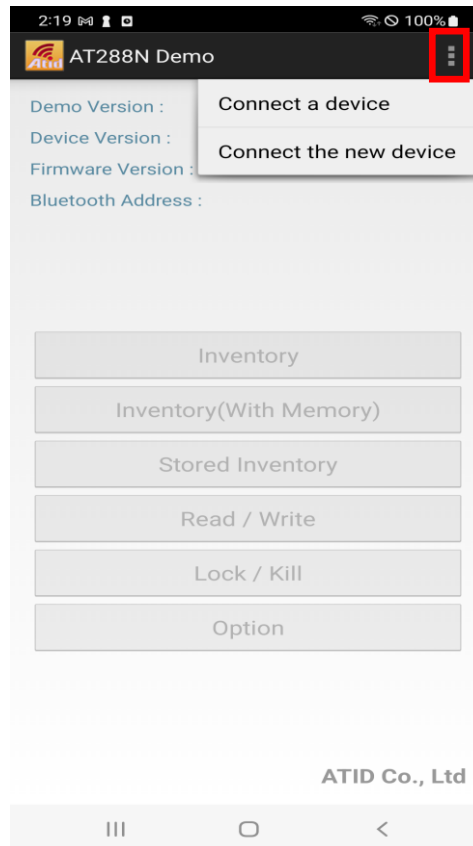 2:19 100%
Atid AT288N Demo
Demo Version :
Connect a device
Device Version :
Connect the new device
Firmware Version :
Bluetooth Address :
Inventory
Inventory(With Memory)
Stored Inventory
Read / Write
Lock / Kill
Option
ATID Co., Ltd